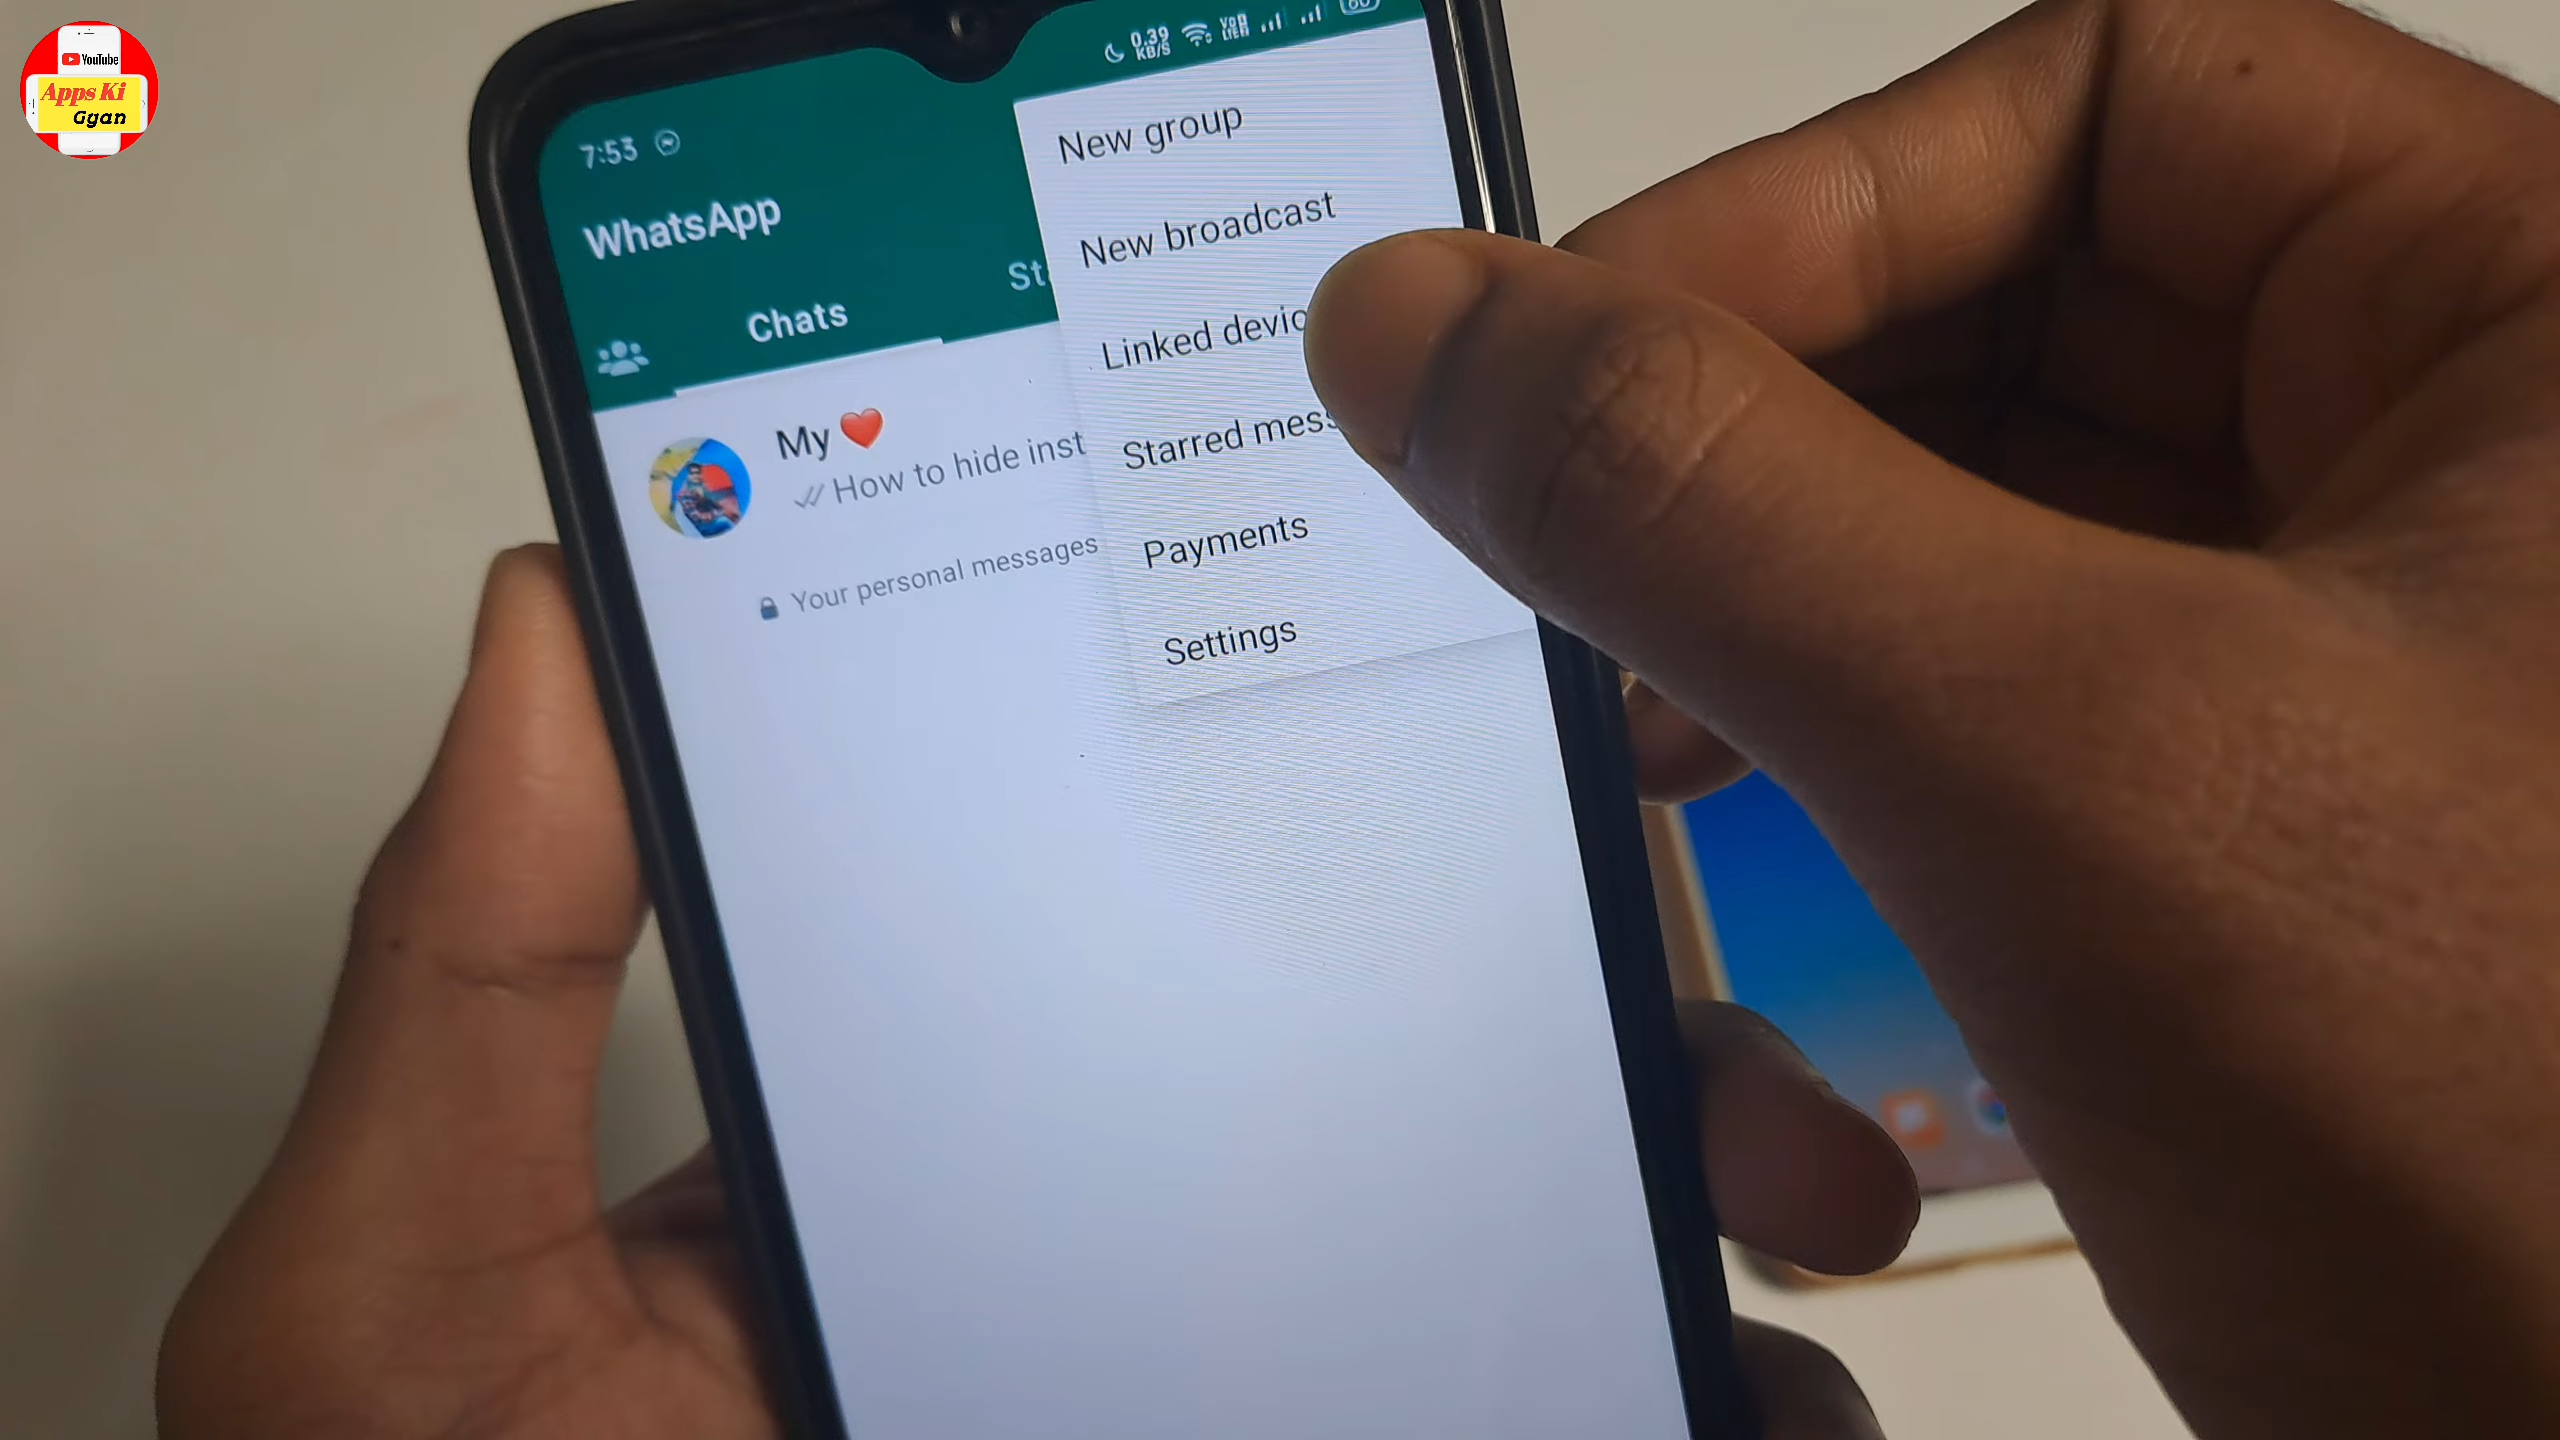 YouTube
Apps Ki
Gyan
7:53
0.39
KB/S
WhatsApp
Chats
My ❤️
How to hide inst
Your personal messages
New group
New broadcast
Linked devic
Starred mess
Payments
Settings